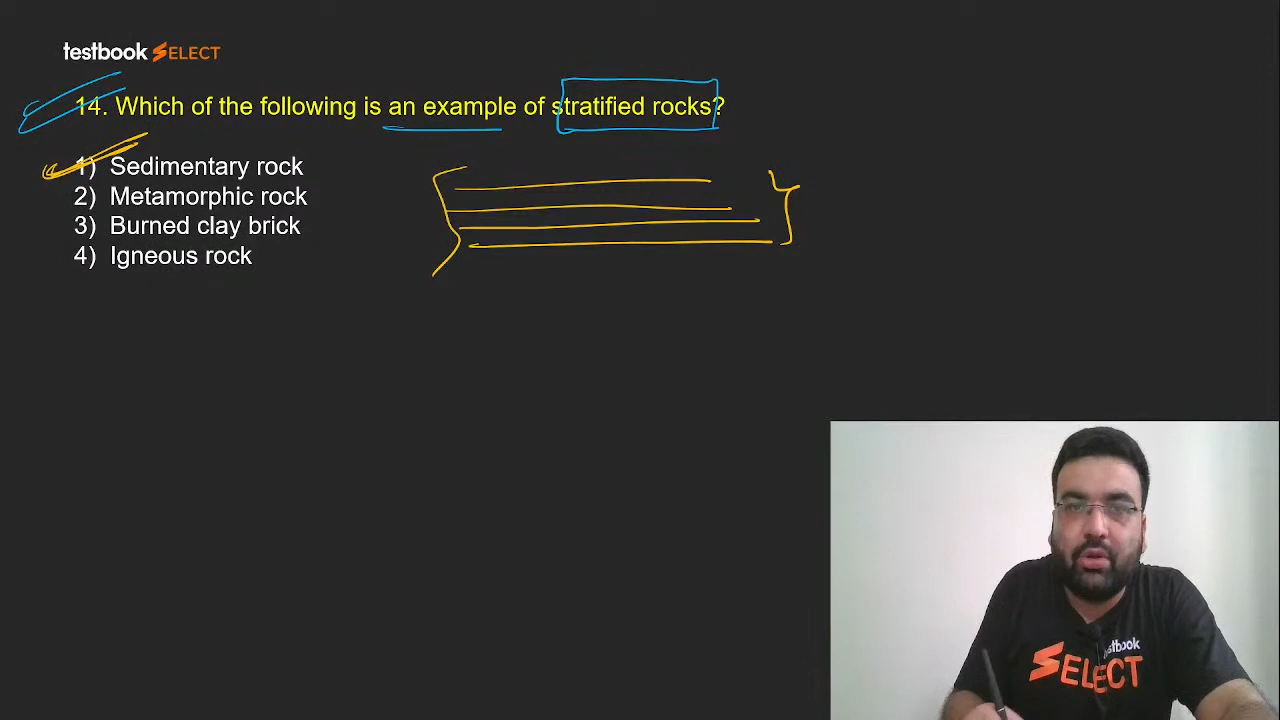 testbook SELECT
14. Which of the following is an example of stratified rocks?
1) Sedimentary rock
2) Metamorphic rock
3) Burned clay brick
4) Igneous rock
testbook
SELECT